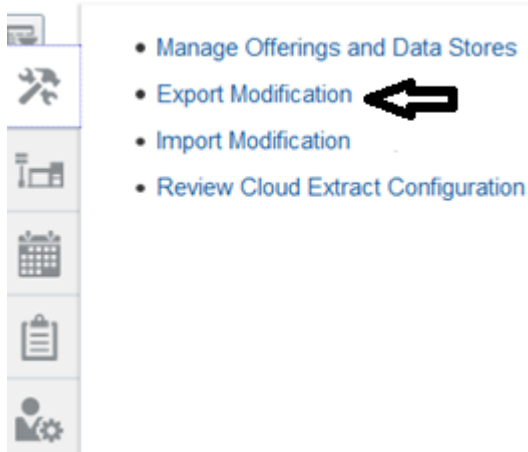 Manage Offerings and Data Stores
Export Modification
Import Modification
Review Cloud Extract Configuration